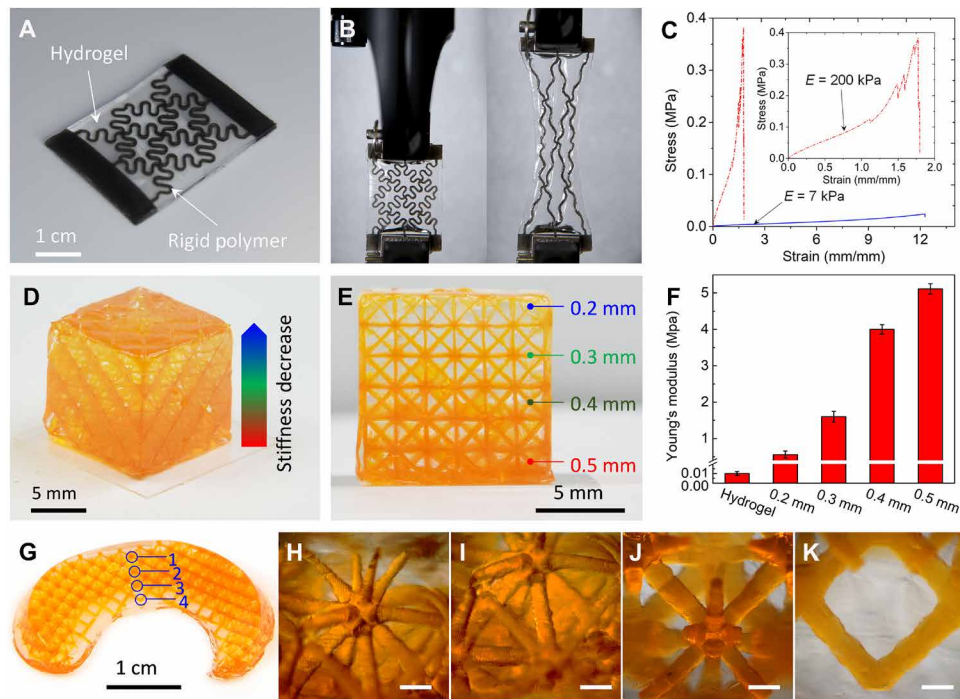 A
Hydrogel
Rigid polymer
1 cm
B
C
Stress (MPa)
0.4
0.3
0.2
0.1
0.0
0
3
6
9
12
Strain (mm/mm)
E = 7 kPa
Stress (MPa)
0.4
0.3
0.2
0.1
0.0
0.0
0.5
1.0
1.5
2.0
Strain (mm/mm)
E = 200 kPa
D
Stiffness decrease
5 mm
E
0.2 mm
0.3 mm
0.4 mm
0.5 mm
5 mm
F
Young's modulus (Mpa)
5
4
3
2
1
0.01
0.00
Hydrogel
0.2 mm
0.3 mm
0.4 mm
0.5 mm
G
1
2
3
4
1 cm
H
I
J
K